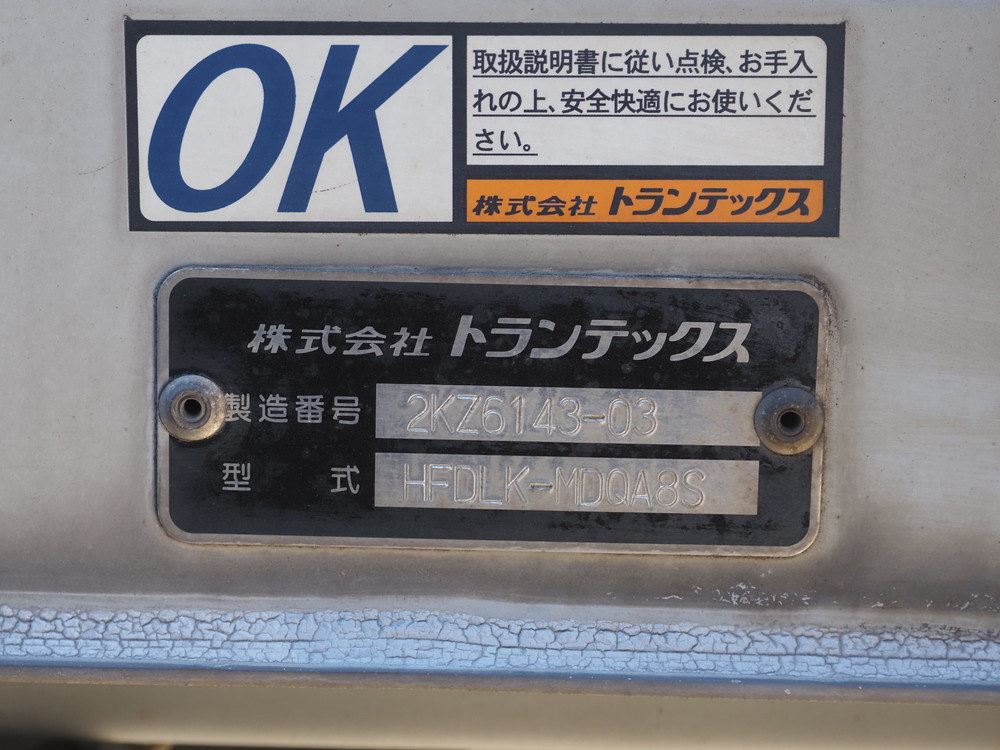 OK
取扱説明書に従い点検、お手入
れの上、安全快適にお使いくだ
さい。
株式会社 トランテックス
株式会社 トランテックス
製造番号 2KZ6143-03
型式 HFDLK-MDQA8S